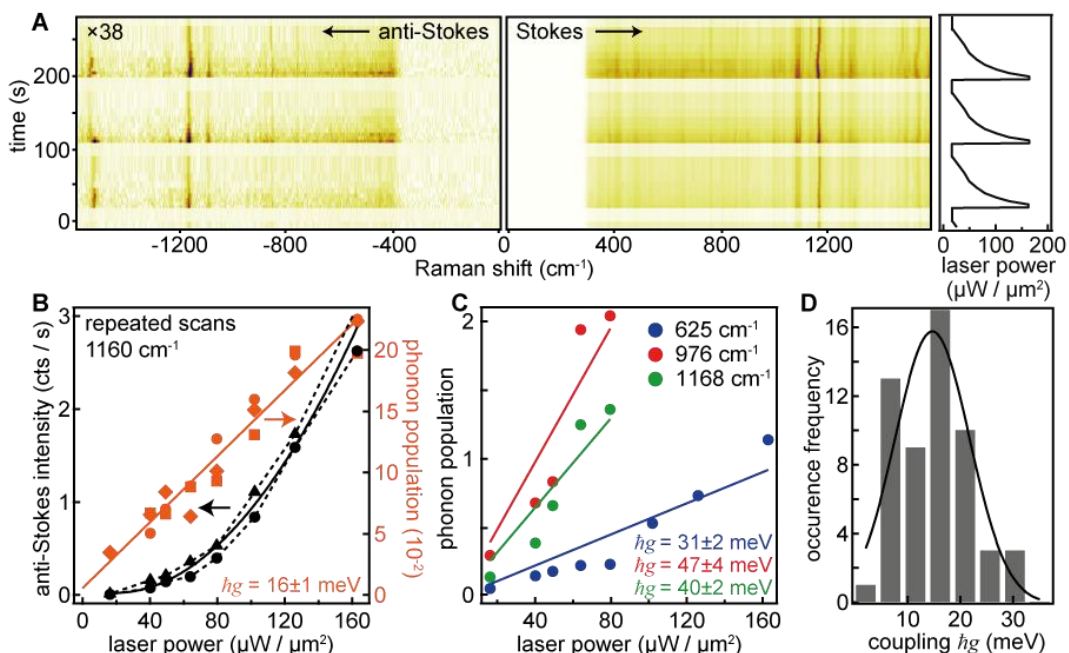 A
×38
anti-Stokes
Stokes
time (s)
200
100
0
-1200
-800
-400
0
400
800
1200
Raman shift (cm⁻¹)
0
100
200
laser power
(µW / µm²)
B
repeated scans
1160 cm⁻¹
anti-Stokes intensity (cts / s)
3
2
1
0
phonon population (10⁻²)
20
15
10
5
0
ħg = 16±1 meV
0
40
80
120
160
laser power (µW / µm²)
C
625 cm⁻¹
976 cm⁻¹
1168 cm⁻¹
phonon population
2
1
0
ħg = 31±2 meV
ħg = 47±4 meV
ħg = 40±2 meV
0
40
80
120
160
laser power (µW / µm²)
D
occurence frequency
16
12
8
4
0
10
20
30
coupling ħg (meV)